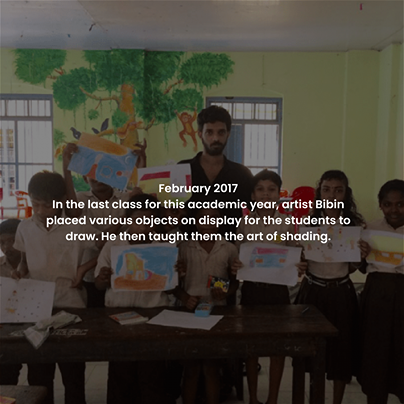 February 2017
In the last class for this academic year, artist Bibin
placed various objects on display for the students to
draw. He then taught them the art of shading.